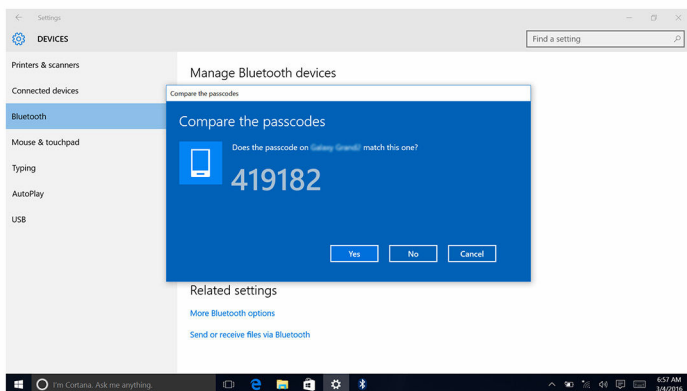 Settings
DEVICES
Find a setting
Printers & scanners
Connected devices
Bluetooth
Mouse & touchpad
Typing
AutoPlay
USB
Manage Bluetooth devices
Compare the passcodes
Compare the passcodes
Does the passcode on Galaxy Grand2 match this one?
419182
Yes No Cancel
Related settings
More Bluetooth options
Send or receive files via Bluetooth
I'm Cortana. Ask me anything.
6:57 AM
3/4/2016